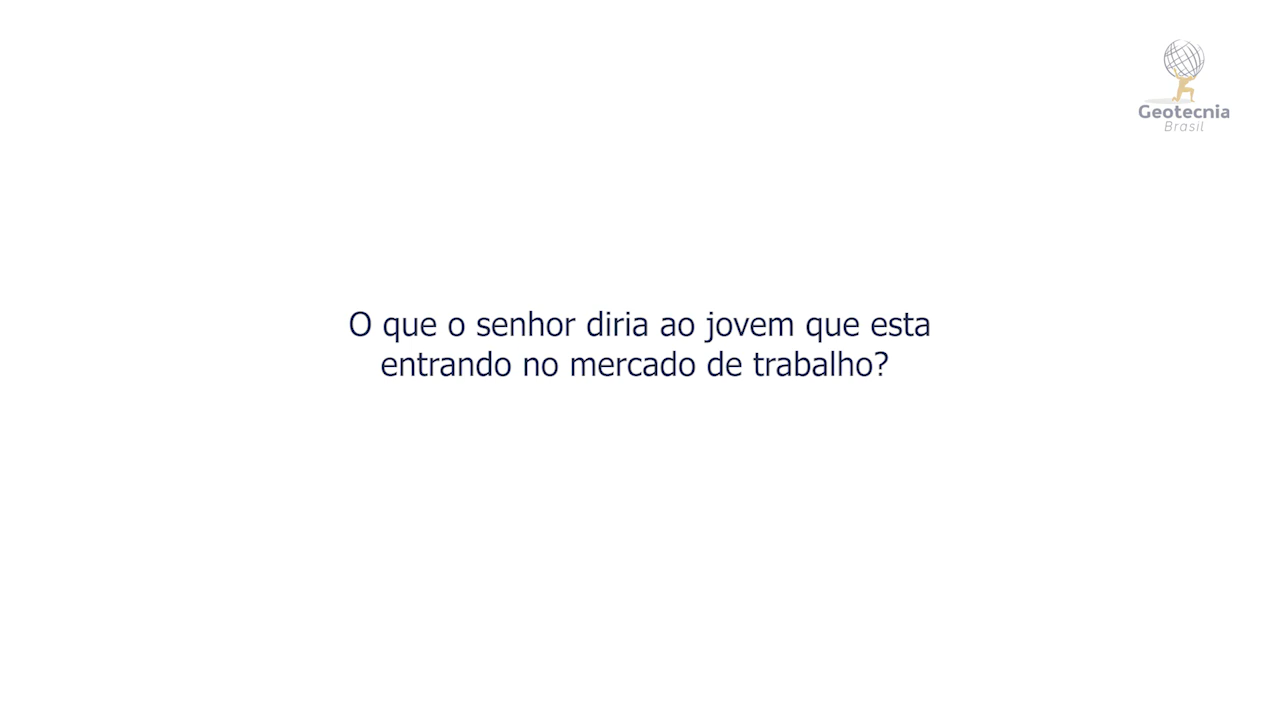 Geotecnia
Brasil
O que o senhor diria ao jovem que esta
entrando no mercado de trabalho?